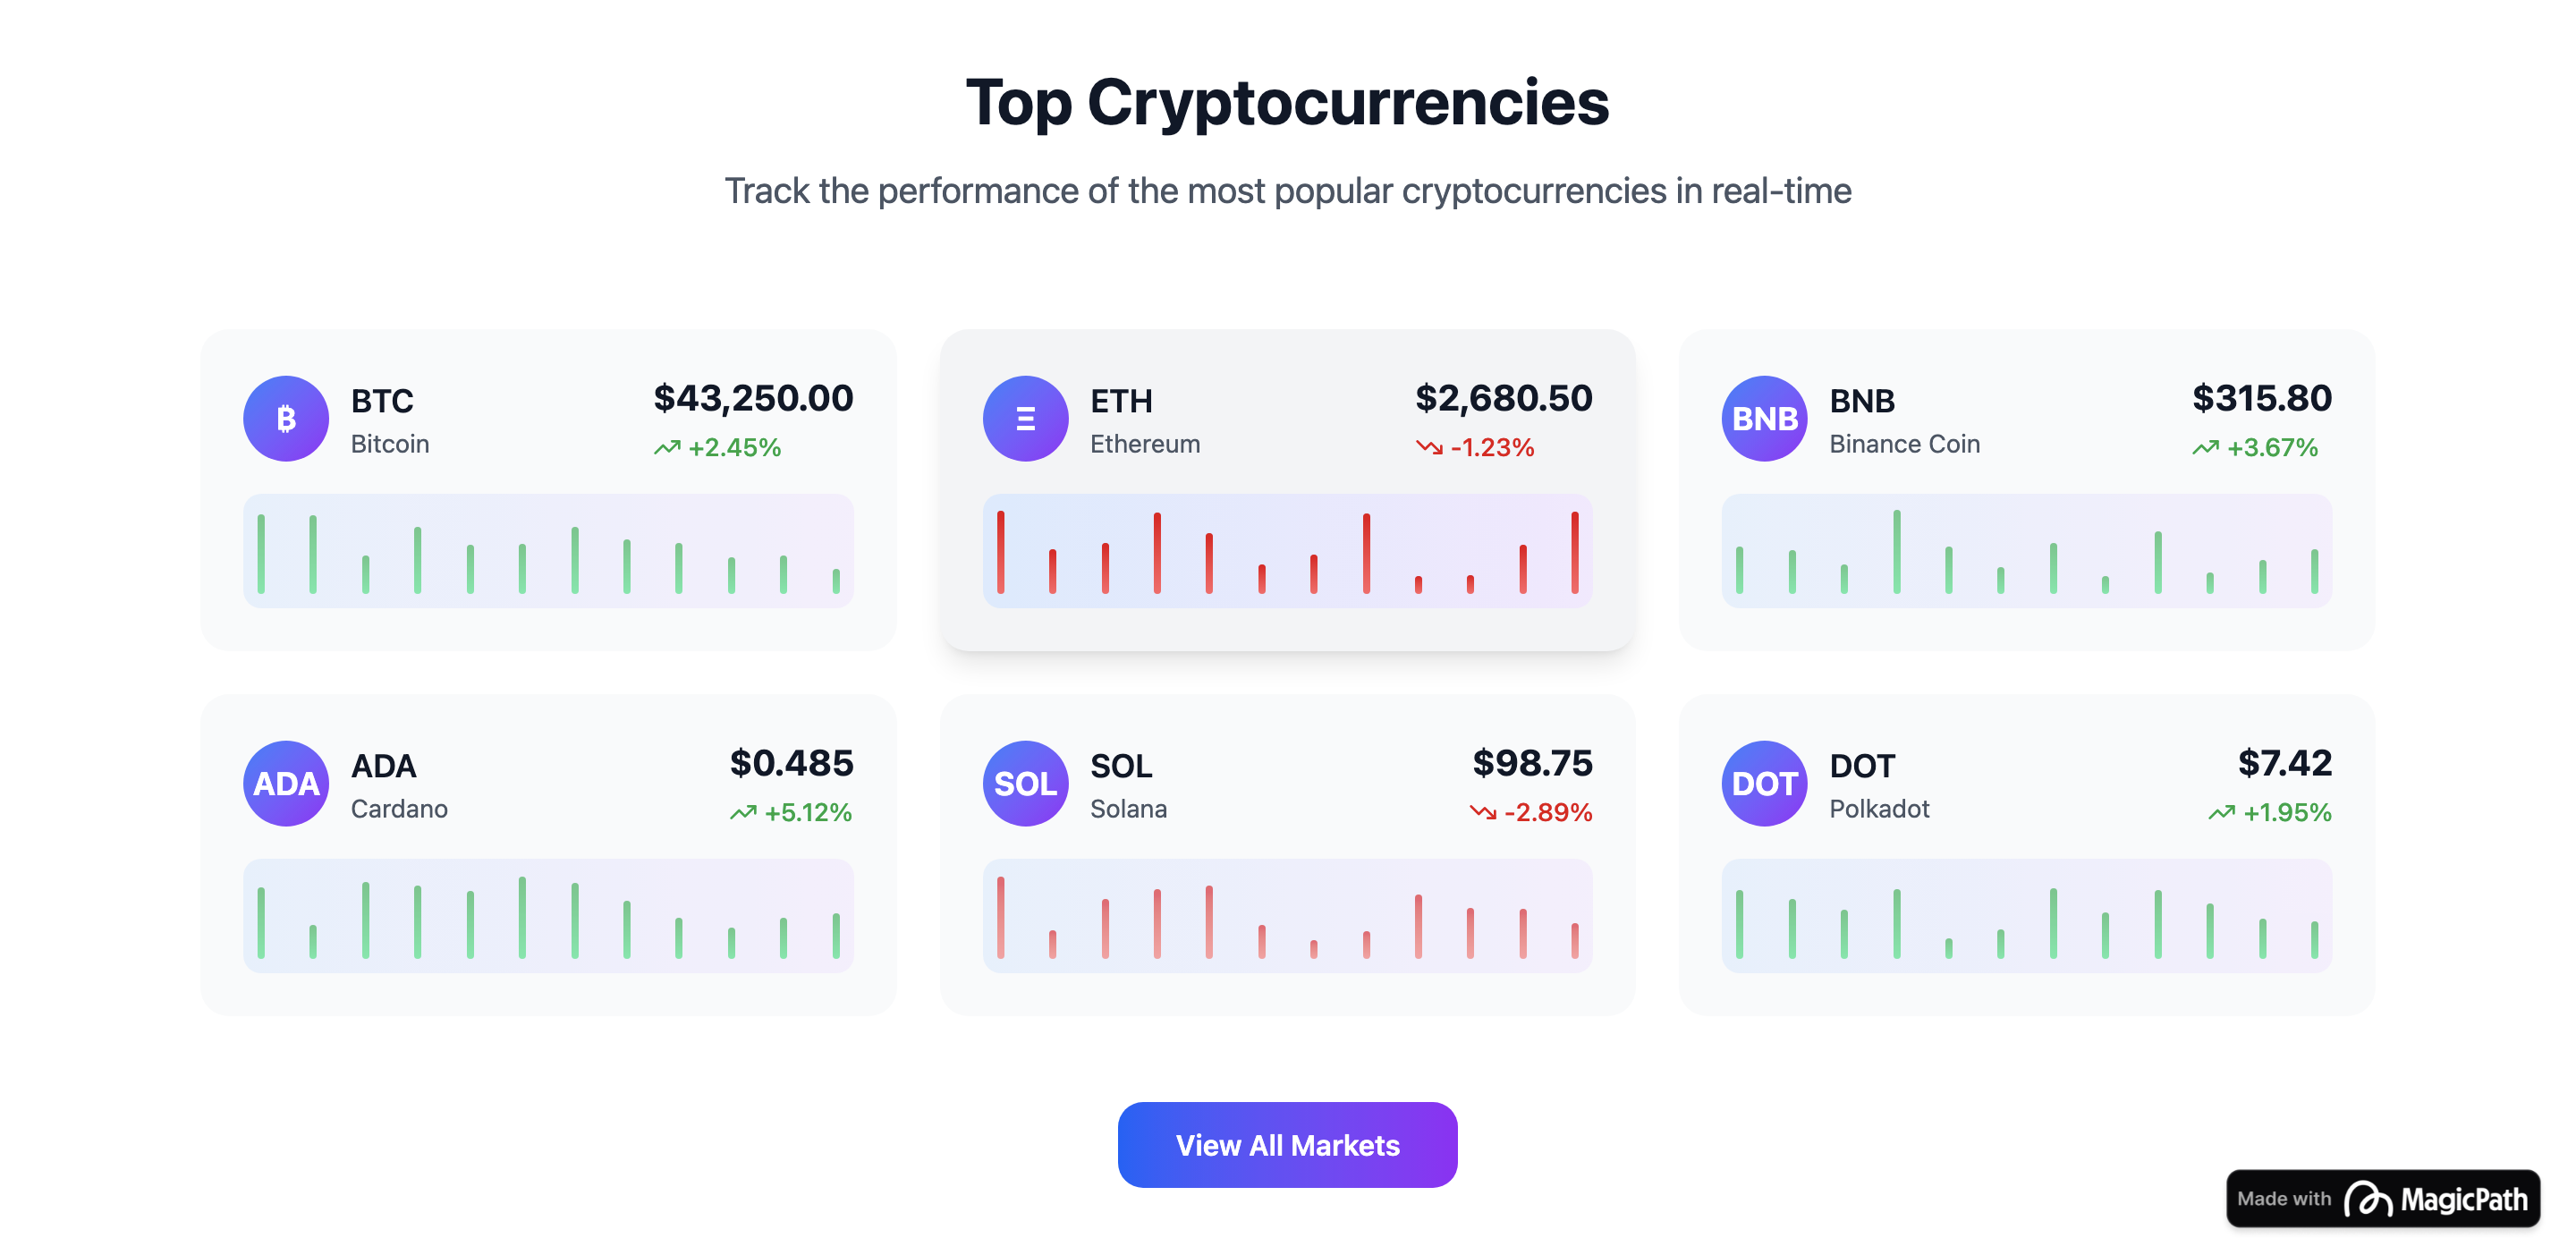 Top Cryptocurrencies
Track the performance of the most popular cryptocurrencies in real-time
₿
BTC
Bitcoin
$43,250.00
+2.45%
Ξ
ETH
Ethereum
$2,680.50
-1.23%
BNB
BNB
Binance Coin
$315.80
+3.67%
ADA
ADA
Cardano
$0.485
+5.12%
SOL
SOL
Solana
$98.75
-2.89%
DOT
DOT
Polkadot
$7.42
+1.95%
View All Markets
Made with MagicPath